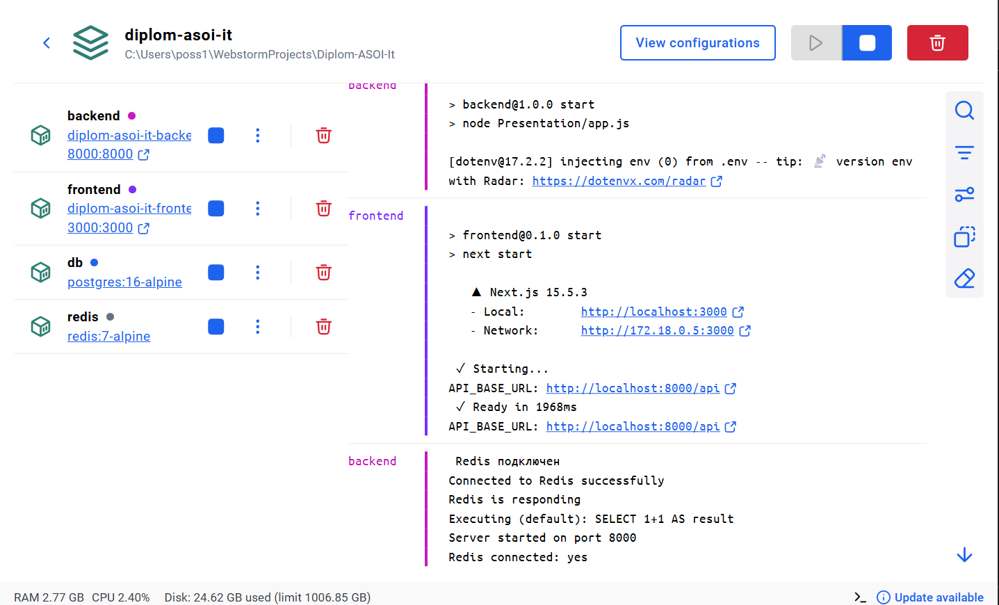 diplom-asoi-it
C:\Users\poss1\WebstormProjects\Diplom-ASOI-It
View configurations
backend
diplom-asoi-it-backe
8000:8000
frontend
diplom-asoi-it-fronte
3000:3000
db
postgres:16-alpine
redis
redis:7-alpine
backend
> backend@1.0.0 start
> node Presentation/app.js
[dotenv@17.2.2] injecting env (0) from .env -- tip: 📡 version env
with Radar: https://dotenvx.com/radar
frontend
> frontend@0.1.0 start
> next start
▲ Next.js 15.5.3
- Local: http://localhost:3000
- Network: http://172.18.0.5:3000
✓ Starting...
API_BASE_URL: http://localhost:8000/api
✓ Ready in 1968ms
API_BASE_URL: http://localhost:8000/api
backend
Redis подключен
Connected to Redis successfully
Redis is responding
Executing (default): SELECT 1+1 AS result
Server started on port 8000
Redis connected: yes
RAM 2.77 GB CPU 2.40% Disk: 24.62 GB used (limit 1006.85 GB)
>_
Update available